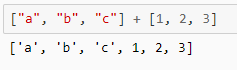 ["a", "b", "c"] + [1, 2, 3]
['a', 'b', 'c', 1, 2, 3]